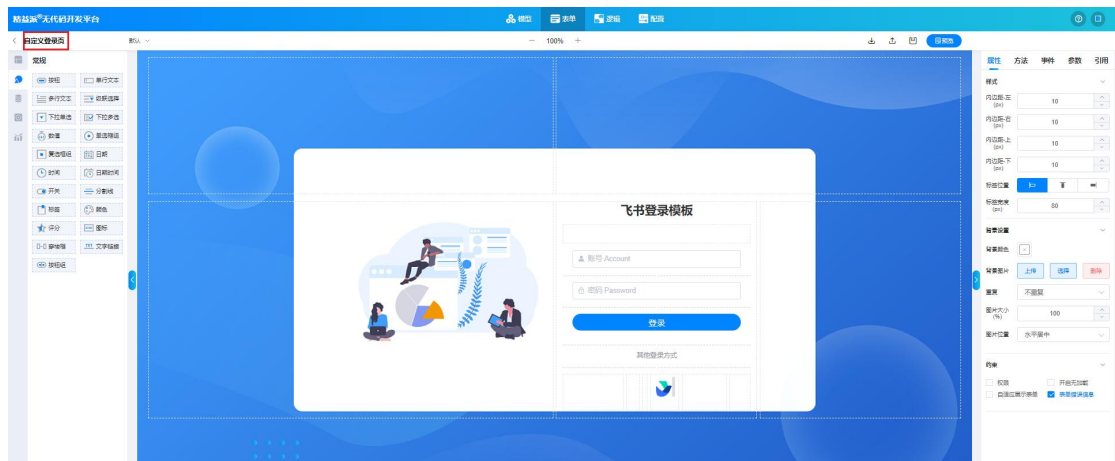 精益派®无代码开发平台
模型 表单 逻辑 配置
自定义登录页 默认 100%
预览
常规
按钮 单行文本
多行文本 级联选择
下拉单选 下拉多选
数值 单选框组
复选框组 日期
时间 日期时间
开关 分割线
标签 颜色
评分 图标
穿梭框 文字链接
按钮组
飞书登录模板
账号 Account
密码 Password
登录
其他登录方式
属性 方法 事件 参数 引用
样式
内边距-左(px) 10
内边距-右(px) 10
内边距-上(px) 10
内边距-下(px) 10
标签位置
标签宽度(px) 80
背景设置
背景颜色
背景图片 上传 选择 删除
重复 不重复
图片大小(%) 100
图片位置 水平居中
约束
权限 开启无加载
自适应展示表单 表单错误信息